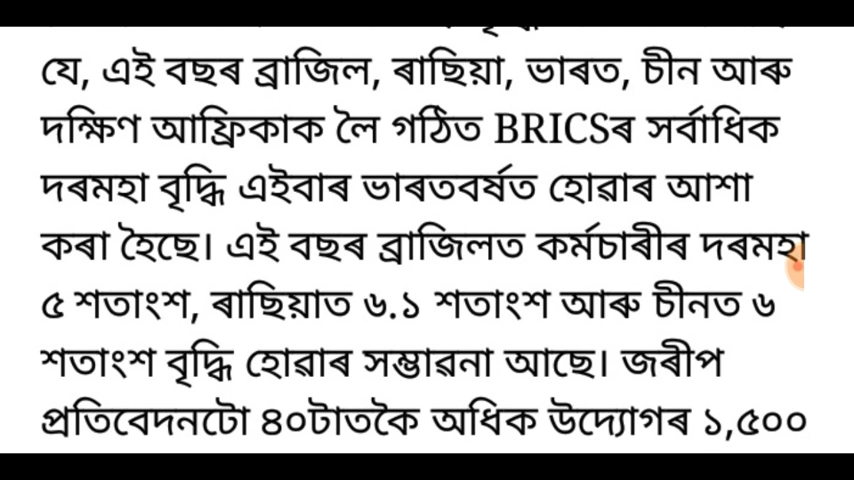 যে, এই বছৰ ব্ৰাজিল, ৰাছিয়া, ভাৰত, চীন আৰু
দক্ষিণ আফ্ৰিকাক লৈ গঠিত BRICSৰ সৰ্বাধিক
দৰমহা বৃদ্ধি এইবাৰ ভাৰতবৰ্ষত হোৱাৰ আশা
কৰা হৈছে। এই বছৰ ব্ৰাজিলত কৰ্মচাৰীৰ দৰমহা
৫ শতাংশ, ৰাছিয়াত ৬.১ শতাংশ আৰু চীনত ৬
শতাংশ বৃদ্ধি হোৱাৰ সম্ভাৱনা আছে। জৰীপ
প্ৰতিবেদনটো ৪০টাতকৈ অধিক উদ্যোগৰ ১,৫০০